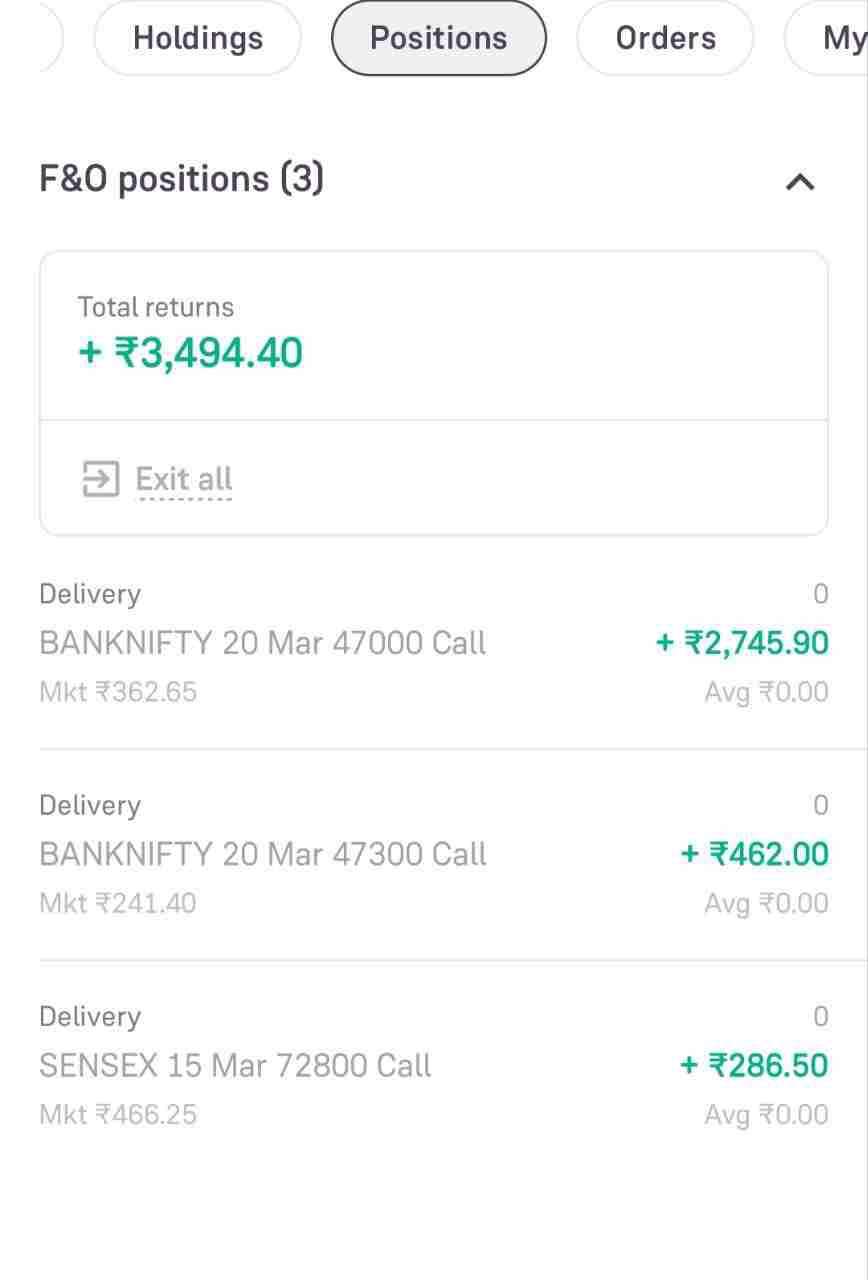 Holdings Positions Orders My
F&O positions (3)
Total returns
+ ₹3,494.40
Exit all
Delivery 0
BANKNIFTY 20 Mar 47000 Call + ₹2,745.90
Mkt ₹362.65 Avg ₹0.00
Delivery 0
BANKNIFTY 20 Mar 47300 Call + ₹462.00
Mkt ₹241.40 Avg ₹0.00
Delivery 0
SENSEX 15 Mar 72800 Call + ₹286.50
Mkt ₹466.25 Avg ₹0.00